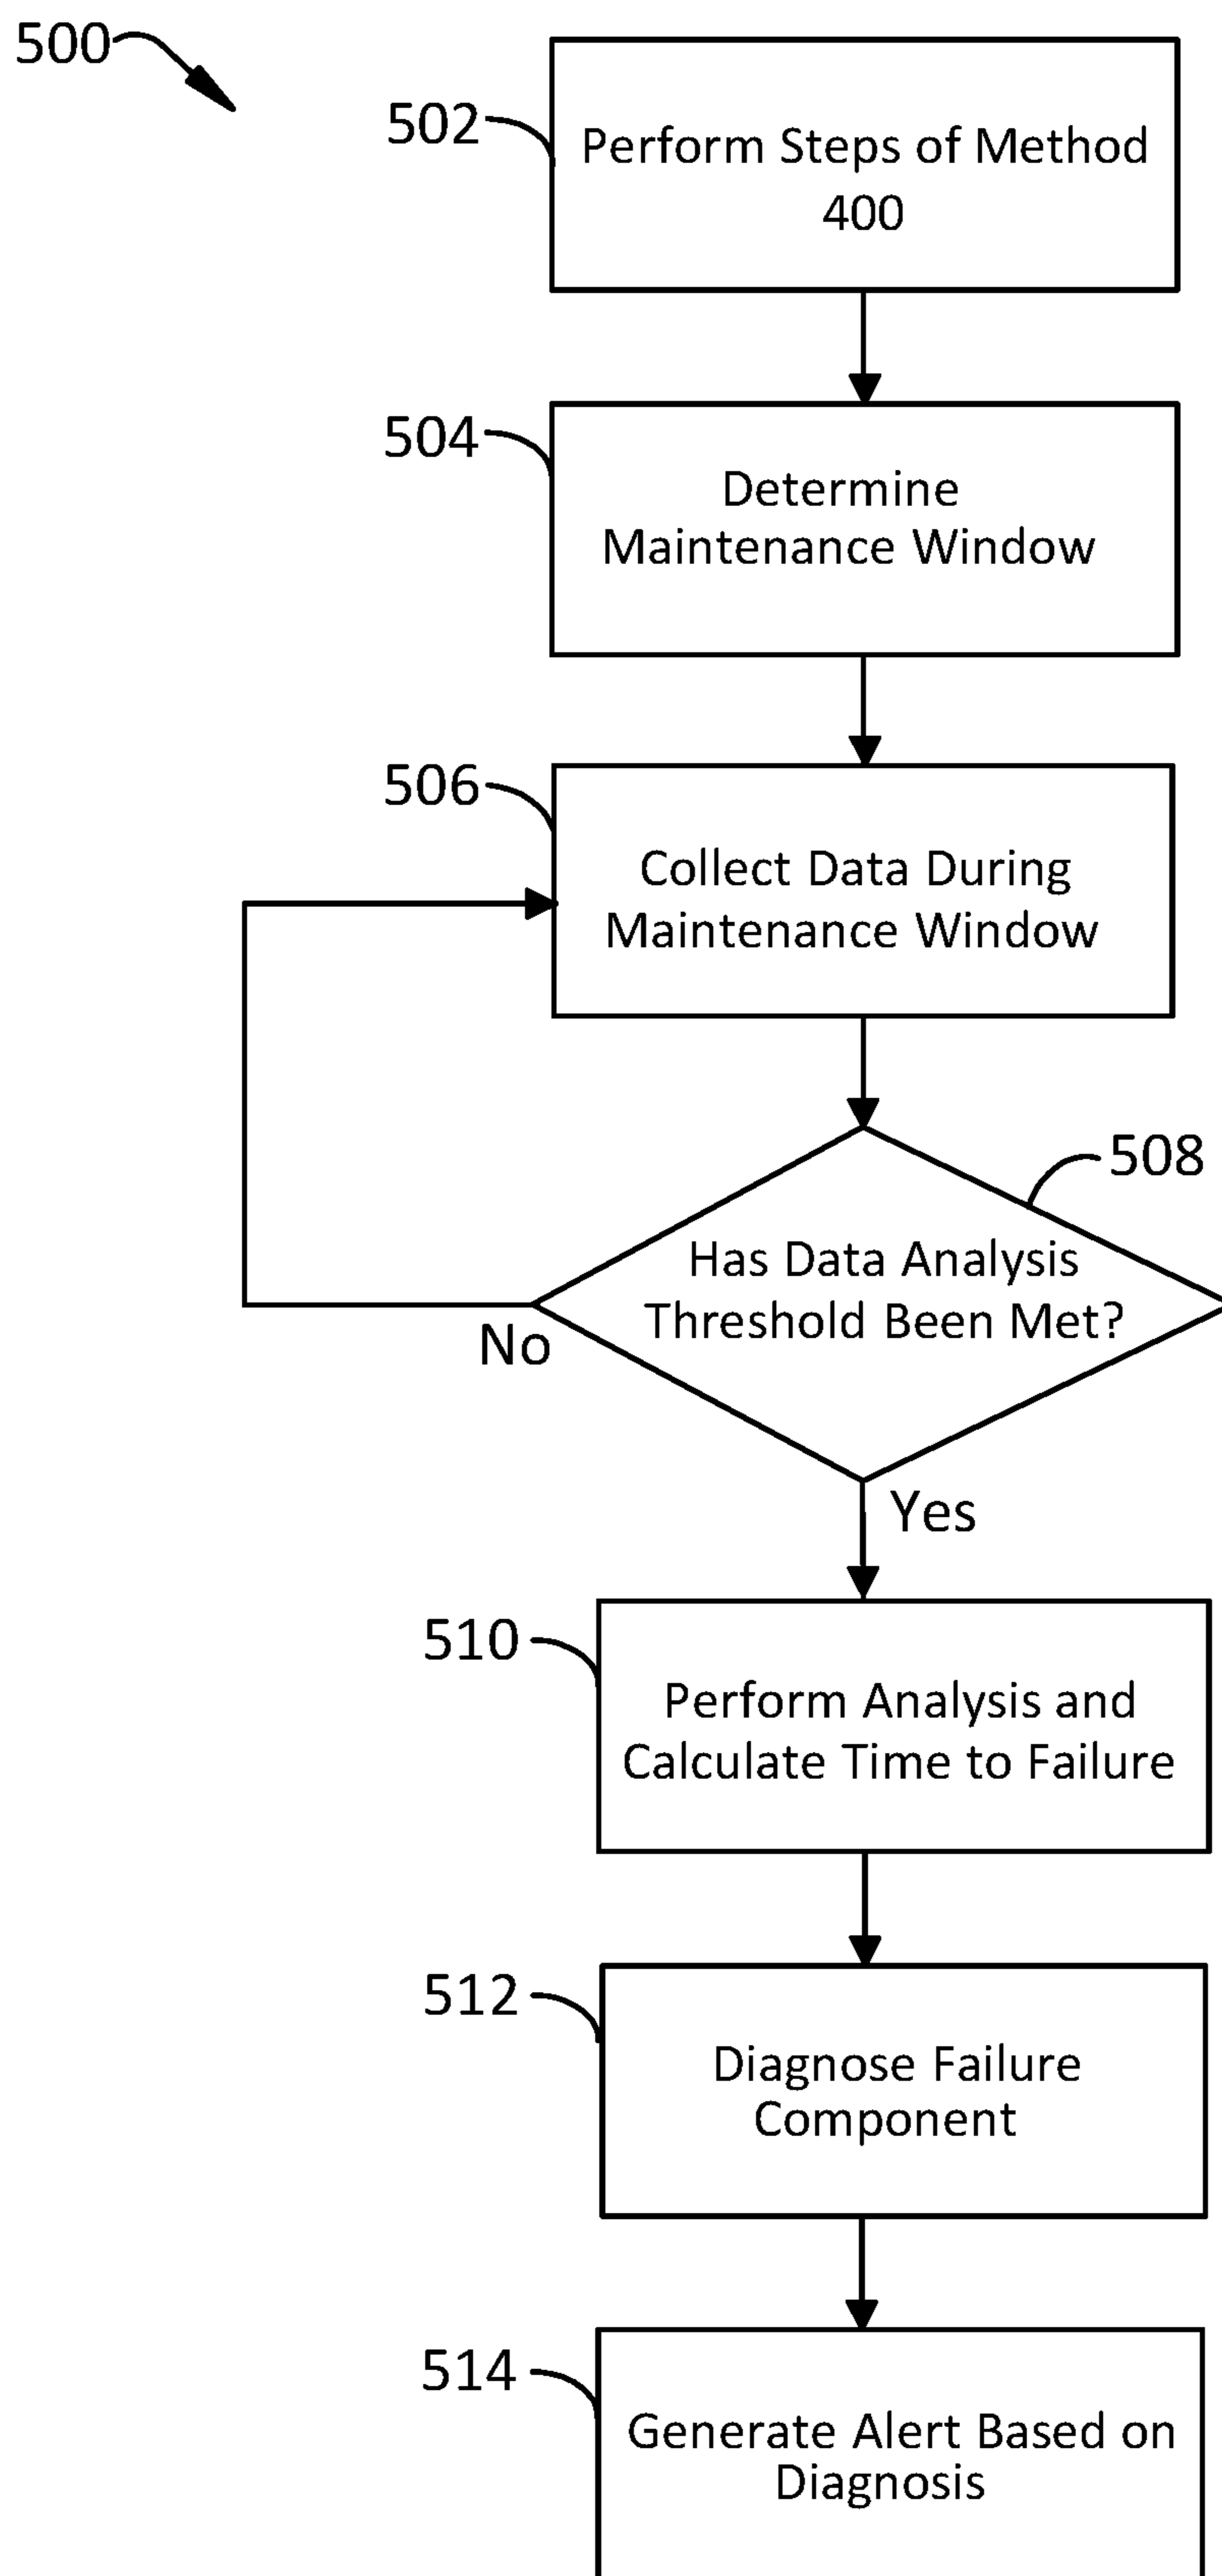 500
502
Perform Steps of Method
400
504
Determine
Maintenance Window
506
Collect Data During
Maintenance Window
508
Has Data Analysis
Threshold Been Met?
No
Yes
510
Perform Analysis and
Calculate Time to Failure
512
Diagnose Failure
Component
514
Generate Alert Based on
Diagnosis